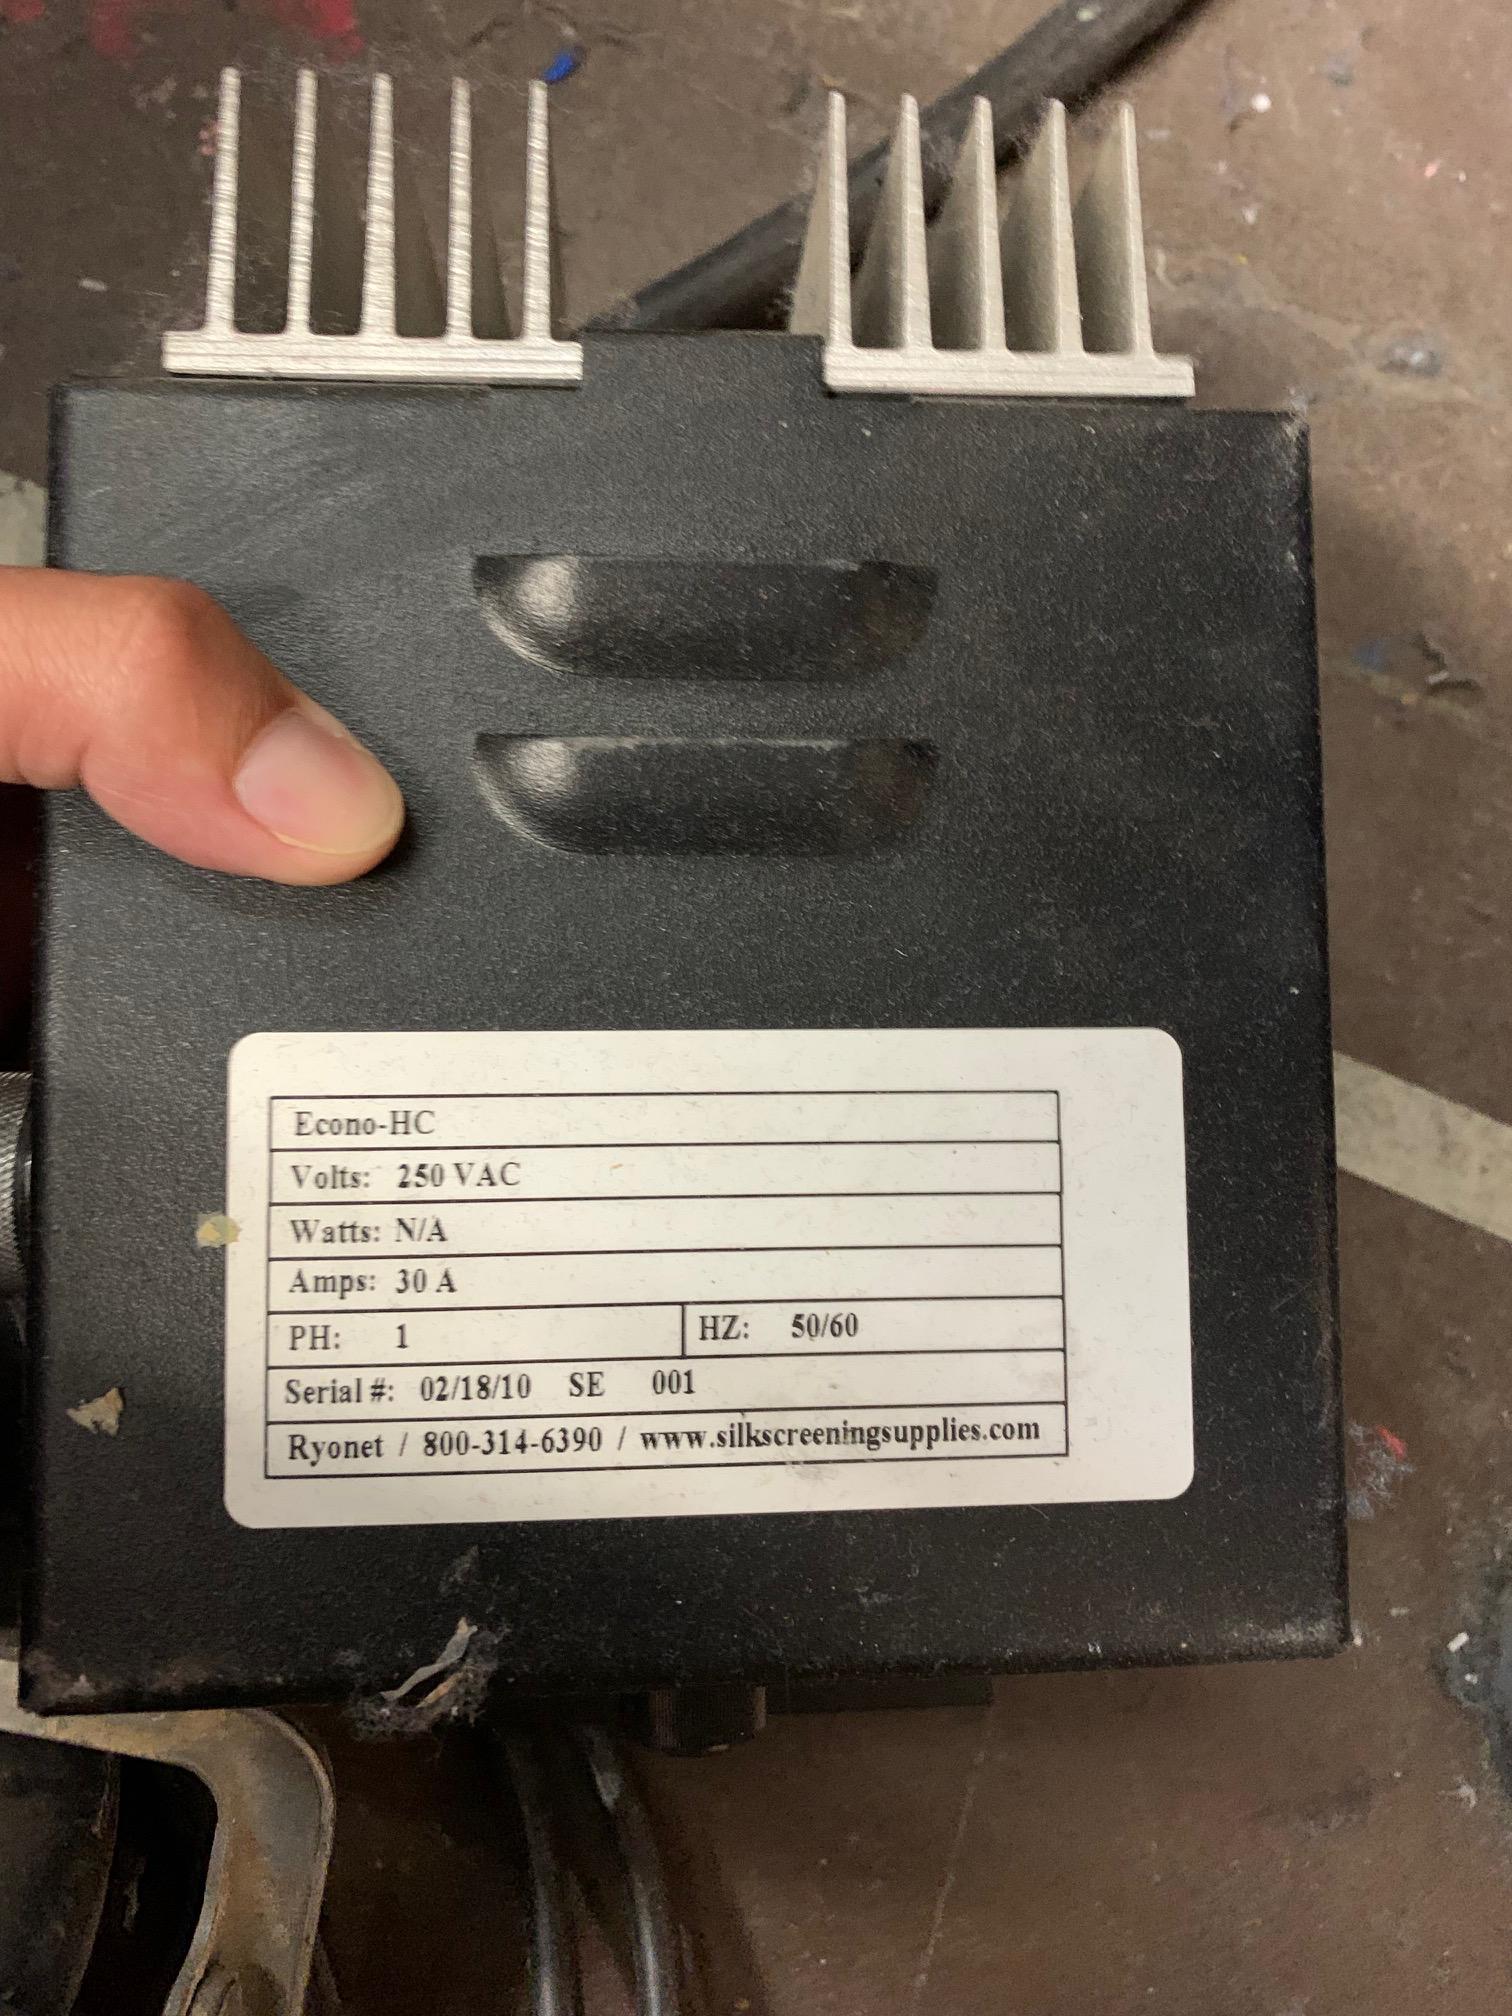 Econo-HC
Volts: 250 VAC
Watts: N/A
Amps: 30 A
PH: 1 HZ: 50/60
Serial #: 02/18/10 SE 001
Ryonet / 800-314-6390 / www.silkscreeningsupplies.com